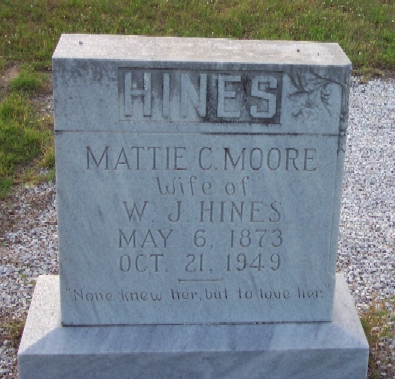 HINES
MATTIE C. MOORE
Wife of
W. J. HINES
MAY 6, 1873
OCT. 21, 1949
"None knew her, but to love her."